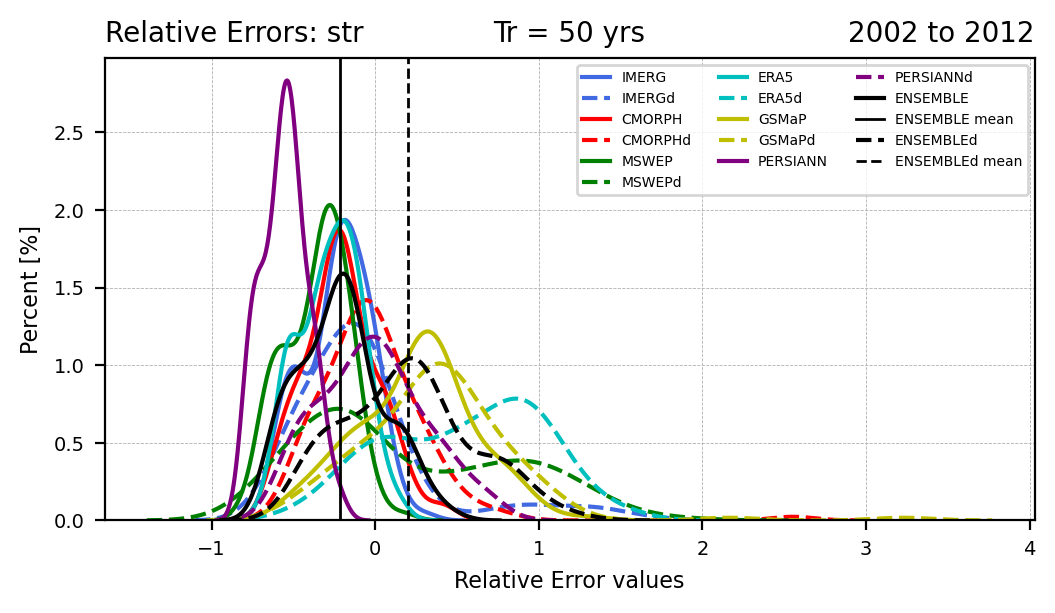 Relative Errors: str Tr = 50 yrs 2002 to 2012
IMERG
IMERGd
CMORPH
CMORPHd
MSWEP
MSWEPd
ERA5
ERA5d
GSMaP
GSMaPd
PERSIANN
PERSIANNd
ENSEMBLE
ENSEMBLE mean
ENSEMBLEd
ENSEMBLEd mean
Percent [%]
2.5
2.0
1.5
1.0
0.5
0.0
−1 0 1 2 3 4
Relative Error values